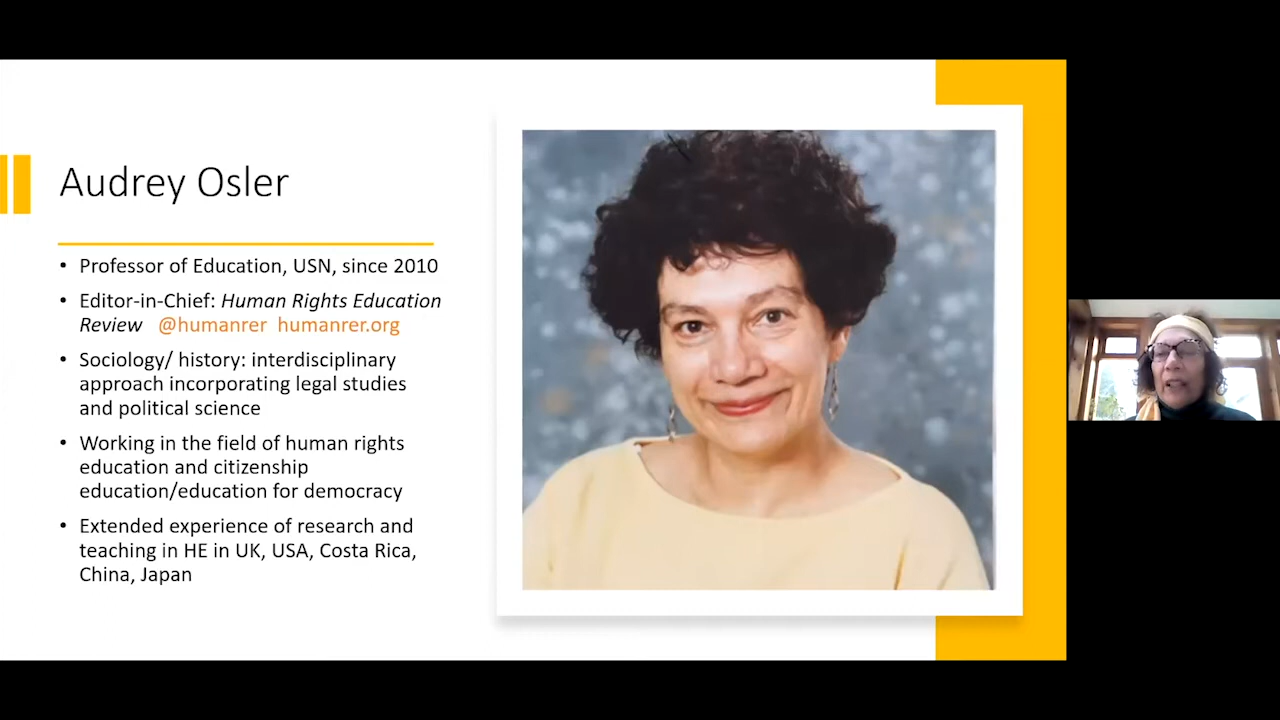 Audrey Osler
• Professor of Education, USN, since 2010
• Editor-in-Chief: Human Rights Education
Review @humanrer humanrer.org
• Sociology/ history: interdisciplinary
approach incorporating legal studies
and political science
• Working in the field of human rights
education and citizenship
education/education for democracy
• Extended experience of research and
teaching in HE in UK, USA, Costa Rica,
China, Japan